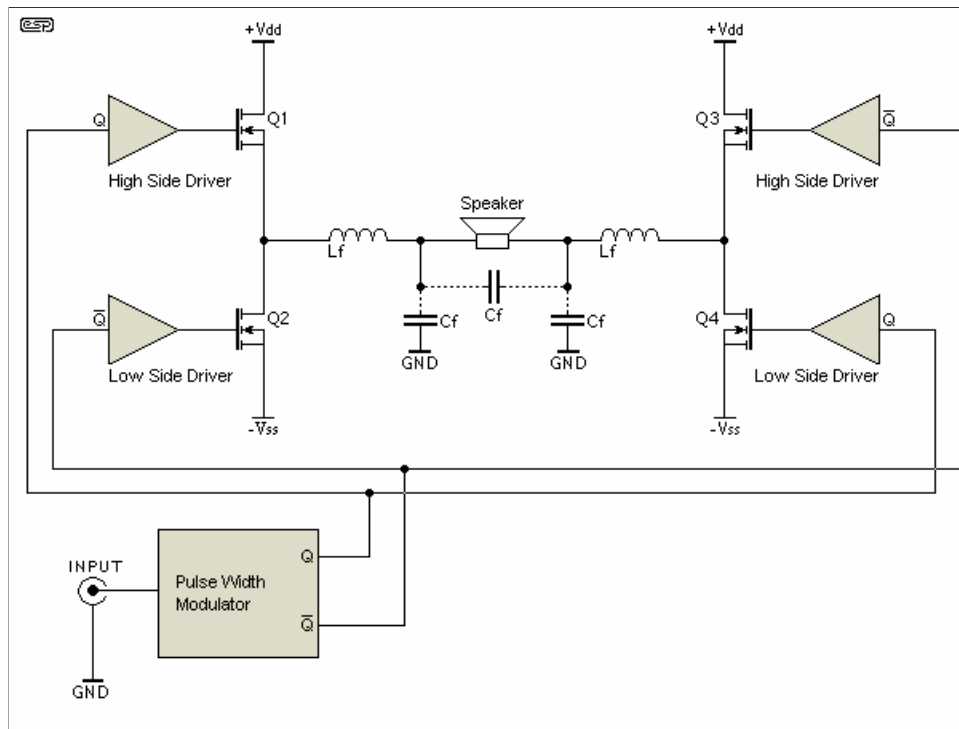 esp
+Vdd
+Vdd
Q
Q1
Q3
Q̅
High Side Driver
High Side Driver
Speaker
Lf
Lf
Q̅
Q2
Cf
Cf
Cf
Q4
Q
GND
GND
Low Side Driver
Low Side Driver
-Vss
-Vss
INPUT
Q
Pulse Width
Modulator
Q̅
GND